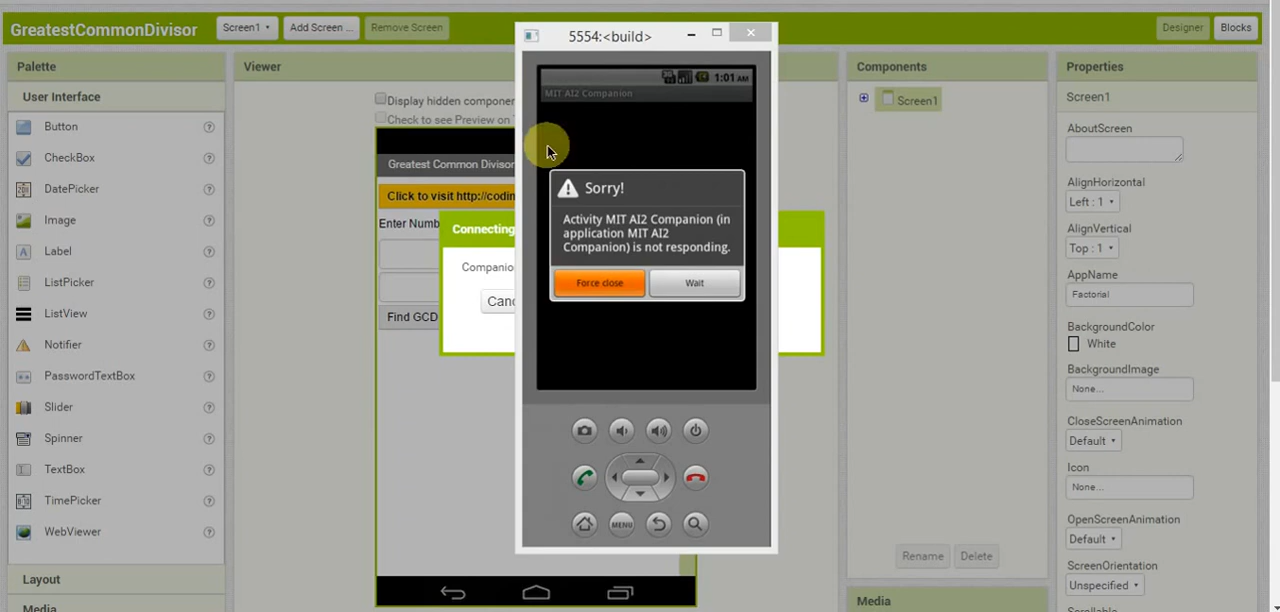 GreatestCommonDivisor
Screen1
Add Screen ...
Remove Screen
Designer
Blocks
Palette
User Interface
Button
CheckBox
DatePicker
Image
Label
ListPicker
ListView
Notifier
PasswordTextBox
Slider
Spinner
TextBox
TimePicker
WebViewer
Layout
Media
Viewer
Display hidden compone
Check to see Preview on
Greatest Common Diviso
Click to visit http://codin
Enter Numb
Find GCD
Connecting
Companio
Canc
5554:<build>
1:01 AM
MIT AI2 Companion
Sorry!
Activity MIT AI2 Companion (in
application MIT AI2
Companion) is not responding.
Force close
Wait
MENU
Components
Screen1
Rename
Delete
Media
Properties
Screen1
AboutScreen
AlignHorizontal
Left : 1
AlignVertical
Top : 1
AppName
Factorial
BackgroundColor
White
BackgroundImage
None...
CloseScreenAnimation
Default
Icon
None...
OpenScreenAnimation
Default
ScreenOrientation
Unspecified
Scrollable